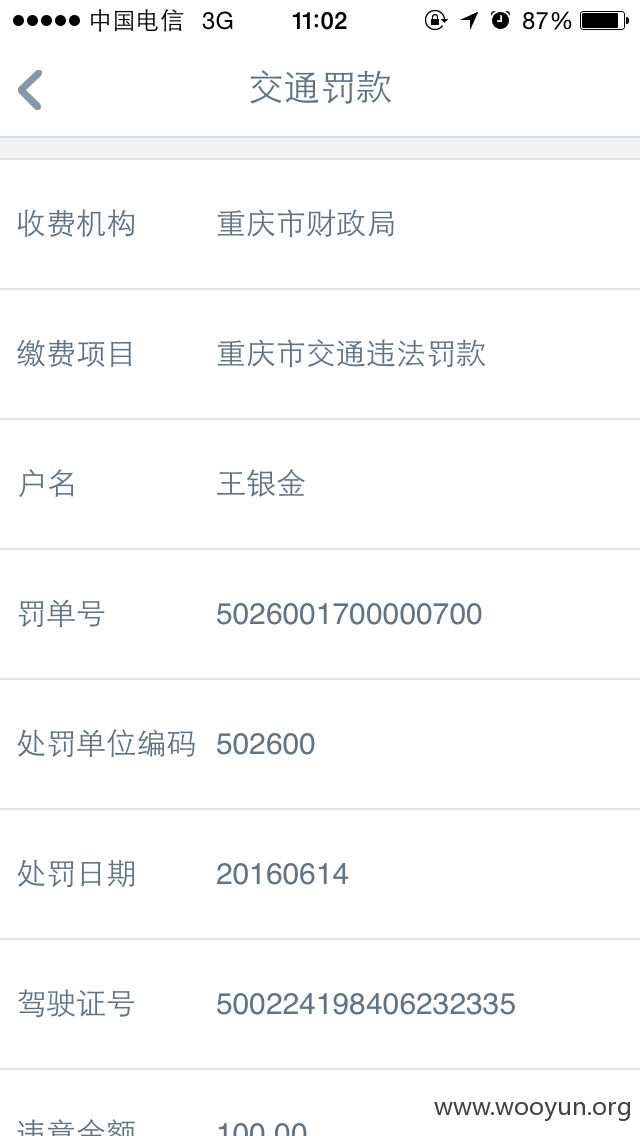 中国电信 3G 11:02 87%
交通罚款
收费机构 重庆市财政局
缴费项目 重庆市交通违法罚款
户名 王银金
罚单号 5026001700000700
处罚单位编码 502600
处罚日期 20160614
驾驶证号 500224198406232335
违章金额 100.00
www.wooyun.org